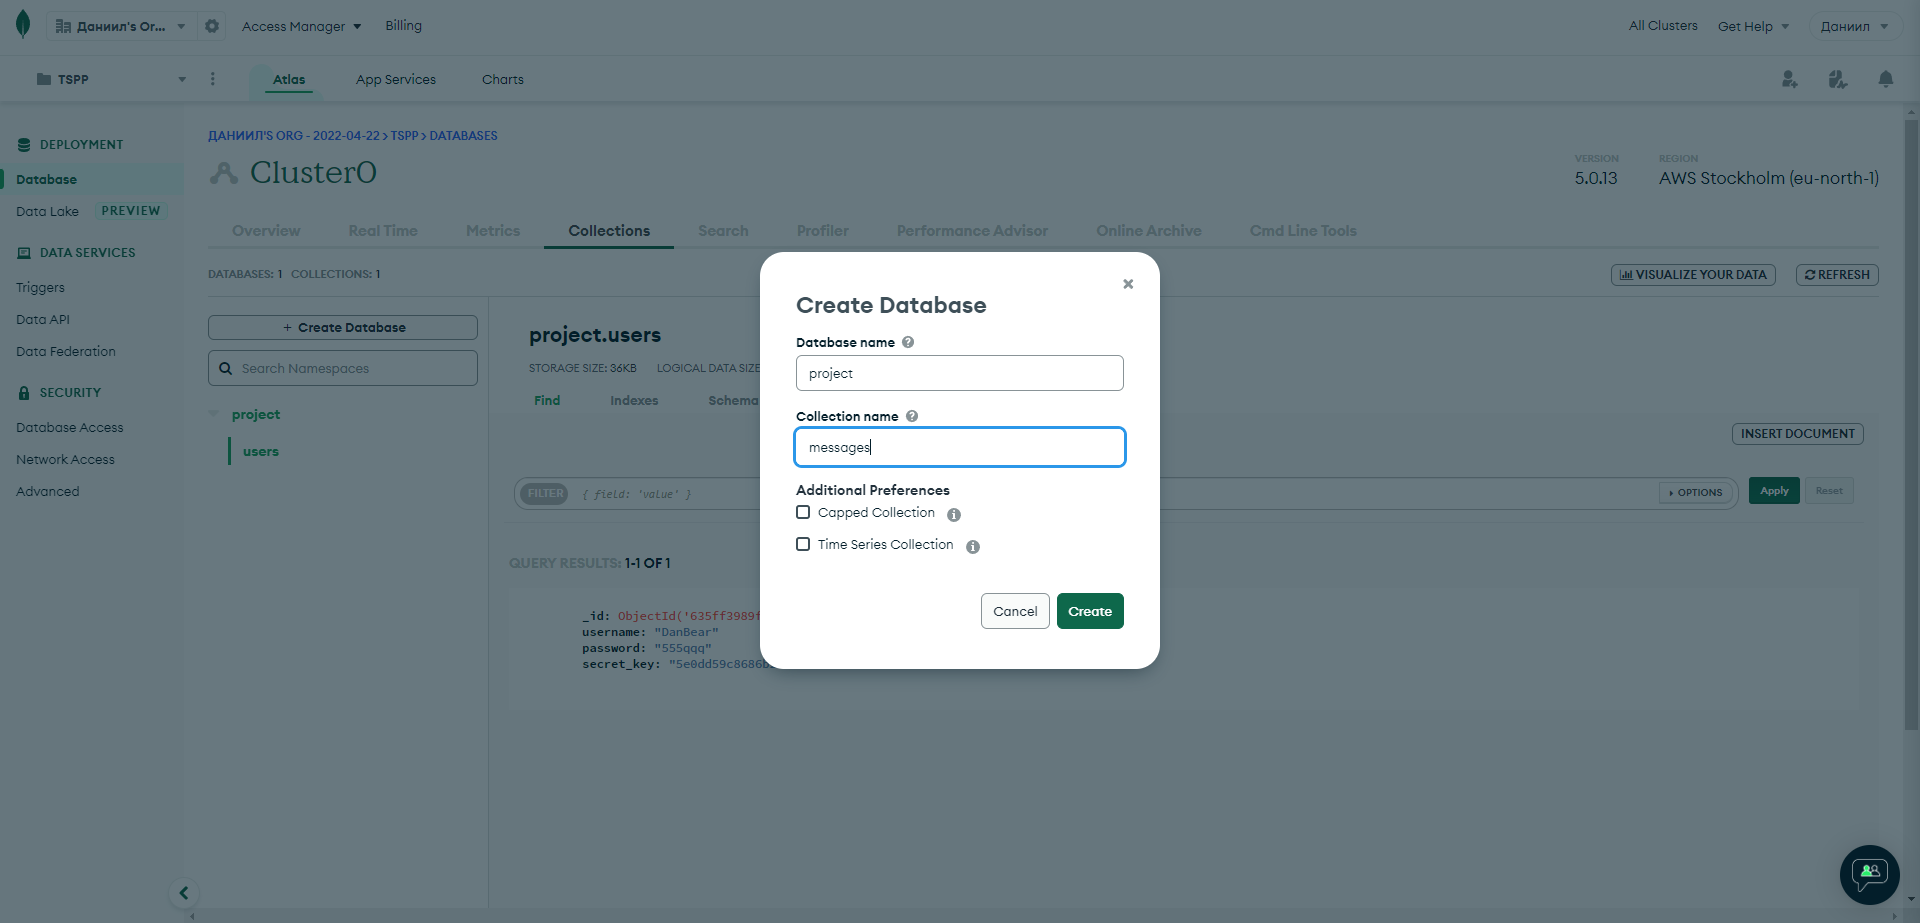 Даниил's Or...
Access Manager
Billing
All Clusters
Get Help
Даниил
TSPP
Atlas
App Services
Charts
DEPLOYMENT
Database
Data Lake
PREVIEW
DATA SERVICES
Triggers
Data API
Data Federation
SECURITY
Database Access
Network Access
Advanced
ДАНИИЛ'S ORG - 2022-04-22 > TSPP > DATABASES
Cluster0
VERSION
5.0.13
REGION
AWS Stockholm (eu-north-1)
Overview
Real Time
Metrics
Collections
Search
Profiler
Performance Advisor
Online Archive
Cmd Line Tools
DATABASES: 1 COLLECTIONS: 1
VISUALIZE YOUR DATA
REFRESH
+ Create Database
Search Namespaces
project
users
project.users
STORAGE SIZE: 36KB
LOGICAL DATA SIZE
Find
Indexes
Schema
INSERT DOCUMENT
FILTER
{ field: 'value' }
OPTIONS
Apply
Reset
QUERY RESULTS: 1-1 OF 1
_id: ObjectId('635ff3989f
username: "DanBear"
password: "555qqq"
secret_key: "5e0dd59c8686b
Create Database
Database name
project
Collection name
messages
Additional Preferences
Capped Collection
Time Series Collection
Cancel
Create